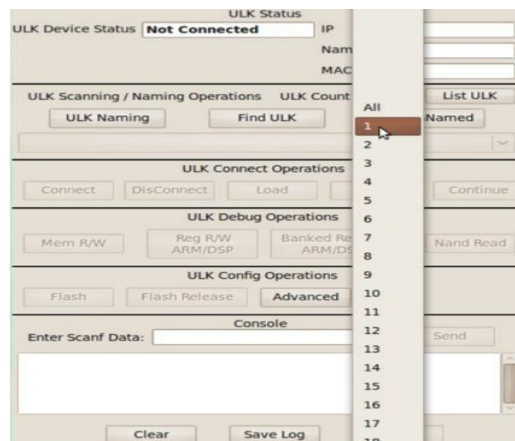 ULK Status
ULK Device Status Not Connected IP
Nam
MAC
ULK Scanning / Naming Operations ULK Count List ULK
ULK Naming Find ULK Named
ULK Connect Operations
Connect DisConnect Load Continue
ULK Debug Operations
Mem R/W Reg R/W ARM/DSP Banked Re ARM/DS Nand Read
ULK Config Operations
Flash Flash Release Advanced
Console
Enter Scanf Data: Send
Clear Save Log
All
1
2
3
4
5
6
7
8
9
10
11
12
13
14
15
16
17